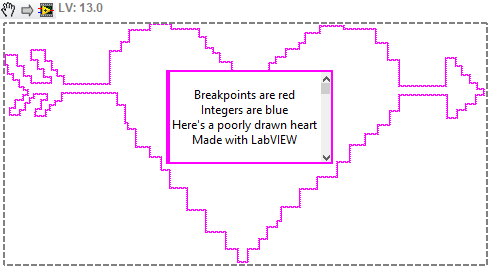 LV: 13.0
Breakpoints are red
Integers are blue
Here's a poorly drawn heart
Made with LabVIEW